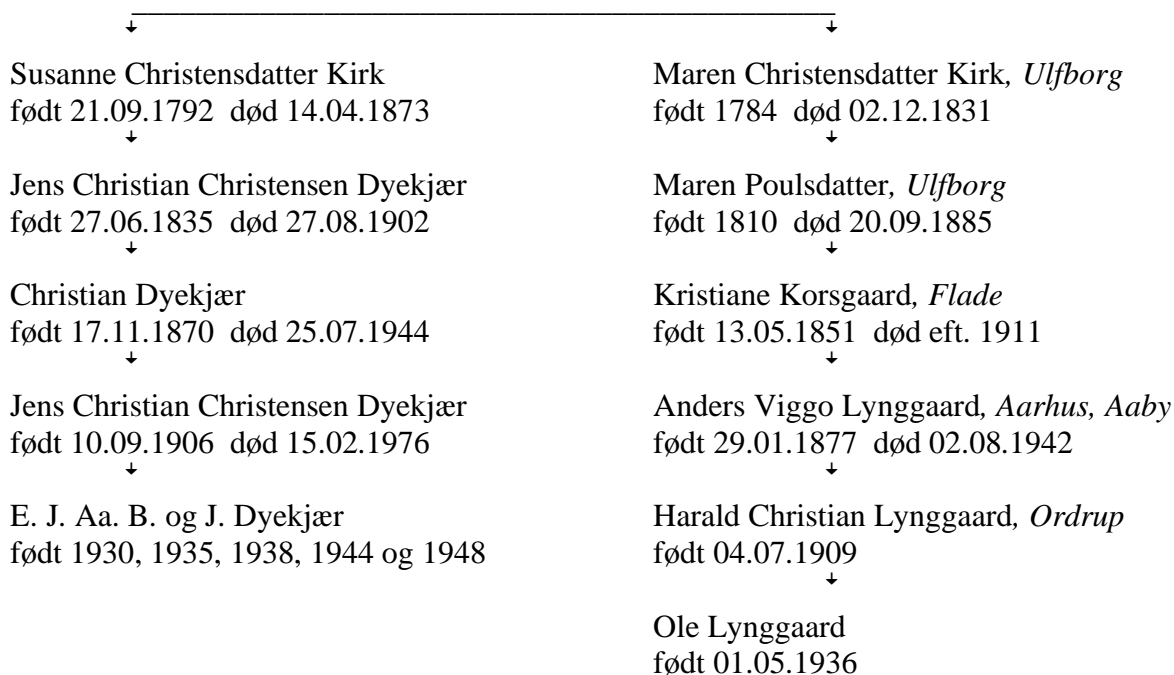 Susanne Christensdatter Kirk
født 21.09.1792  død 14.04.1873
Jens Christian Christensen Dyekjær
født 27.06.1835  død 27.08.1902
Christian Dyekjær
født 17.11.1870  død 25.07.1944
Jens Christian Christensen Dyekjær
født 10.09.1906  død 15.02.1976
E. J. Aa. B. og J. Dyekjær
født 1930, 1935, 1938, 1944 og 1948
Maren Christensdatter Kirk, Ulfborg
født 1784  død 02.12.1831
Maren Poulsdatter, Ulfborg
født 1810  død 20.09.1885
Kristiane Korsgaard, Flade
født 13.05.1851  død eft. 1911
Anders Viggo Lynggaard, Aarhus, Aaby
født 29.01.1877  død 02.08.1942
Harald Christian Lynggaard, Ordrup
født 04.07.1909
Ole Lynggaard
født 01.05.1936